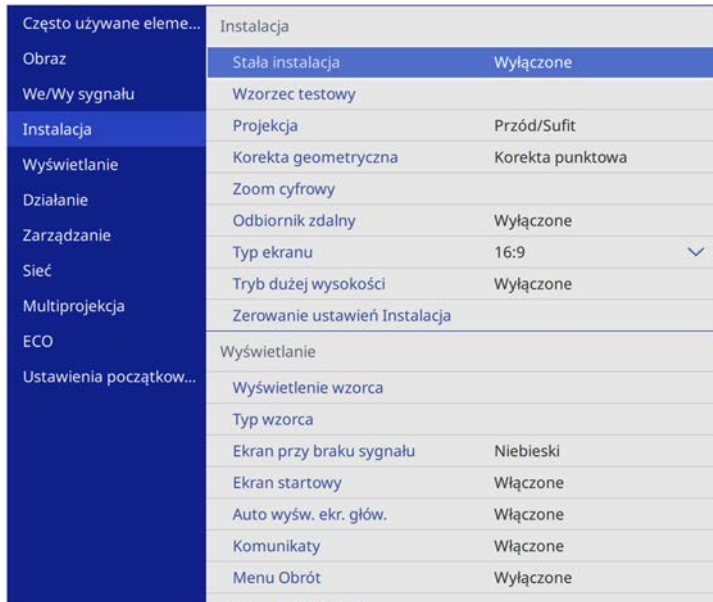 Często używane eleme...
Obraz
We/Wy sygnału
Instalacja
Wyświetlanie
Działanie
Zarządzanie
Sieć
Multiprojekcja
ECO
Ustawienia początkow...
Instalacja
Stała instalacja Wyłączone
Wzorzec testowy
Projekcja Przód/Sufit
Korekta geometryczna Korekta punktowa
Zoom cyfrowy
Odbiornik zdalny Wyłączone
Typ ekranu 16:9
Tryb dużej wysokości Wyłączone
Zerowanie ustawień Instalacja
Wyświetlanie
Wyświetlenie wzorca
Typ wzorca
Ekran przy braku sygnału Niebieski
Ekran startowy Włączone
Auto wyśw. ekr. głów. Włączone
Komunikaty Włączone
Menu Obrót Wyłączone